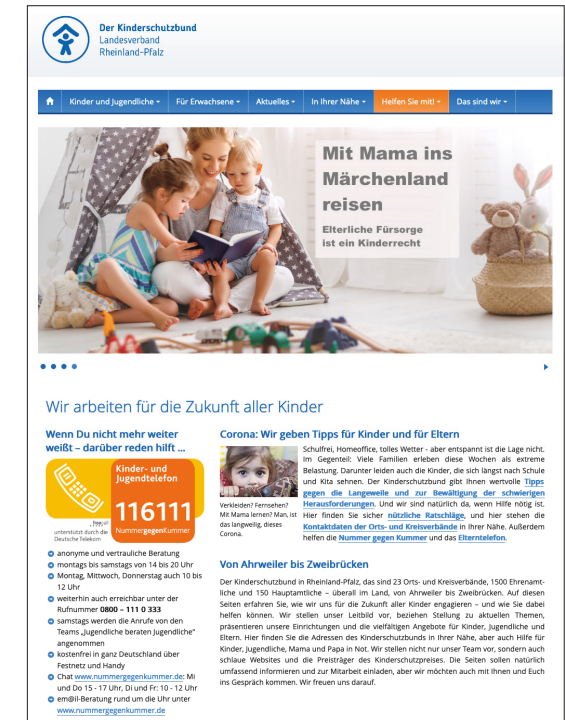 Der Kinderschutzbund
Landesverband
Rheinland-Pfalz
Kinder und Jugendliche
Für Erwachsene
Aktuelles
In Ihrer Nähe
Helfen Sie mit!
Das sind wir
Mit Mama ins
Märchenland
reisen
Elterliche Fürsorge
ist ein Kinderrecht
Wir arbeiten für die Zukunft aller Kinder
Wenn Du nicht mehr weiter
weißt – darüber reden hilft ...
Kinder- und
Jugendtelefon
116111
NummergegenKummer
unterstützt durch die
Deutsche Telekom
anonyme und vertrauliche Beratung
montags bis samstags von 14 bis 20 Uhr
Montag, Mittwoch, Donnerstag auch 10 bis
12 Uhr
weiterhin auch erreichbar unter der
Rufnummer 0800 – 111 0 333
samstags werden die Anrufe von den
Teams „Jugendliche beraten Jugendliche"
angenommen
kostenfrei in ganz Deutschland über
Festnetz und Handy
Chat www.nummergegenkummer.de: Mi
und Do 15 - 17 Uhr, Di und Fr: 10 - 12 Uhr
em@il-Beratung rund um die Uhr unter
www.nummergegenkummer.de
Corona: Wir geben Tipps für Kinder und für Eltern
Verkleiden? Fernsehen?
Mit Mama lernen? Man, ist
das langweilig, dieses
Corona.
Schulfrei, Homeoffice, tolles Wetter - aber entspannt ist die Lage nicht.
Im Gegenteil: Viele Familien erleben diese Wochen als extreme
Belastung. Darunter leiden auch die Kinder, die sich längst nach Schule
und Kita sehnen. Der Kinderschutzbund gibt Ihnen wertvolle Tipps
gegen die Langeweile und zur Bewältigung der schwierigen
Herausforderungen. Und wir sind natürlich da, wenn Hilfe nötig ist.
Hier finden Sie sicher nützliche Ratschläge, und hier stehen die
Kontaktdaten der Orts- und Kreisverbände in Ihrer Nähe. Außerdem
helfen die Nummer gegen Kummer und das Elterntelefon.
Von Ahrweiler bis Zweibrücken
Der Kinderschutzbund in Rheinland-Pfalz, das sind 23 Orts- und Kreisverbände, 1500 Ehrenamt-
liche und 150 Hauptamtliche – überall im Land, von Ahrweiler bis Zweibrücken. Auf diesen
Seiten erfahren Sie, wie wir uns für die Zukunft aller Kinder engagieren – und wie Sie dabei
helfen können. Wir stellen unser Leitbild vor, beziehen Stellung zu aktuellen Themen,
präsentieren unsere Einrichtungen und die vielfältigen Angebote für Kinder, Jugendliche und
Eltern. Hier finden Sie die Adressen des Kinderschutzbunds in Ihrer Nähe, aber auch Hilfe für
Kinder, Jugendliche, Mama und Papa in Not. Wir stellen nicht nur unser Team vor, sondern auch
schlaue Websites und die Preisträger des Kinderschutzpreises. Die Seiten sollen natürlich
umfassend informieren und zur Mitarbeit einladen, aber wir möchten auch mit Ihnen und Euch
ins Gespräch kommen. Wir freuen uns darauf.